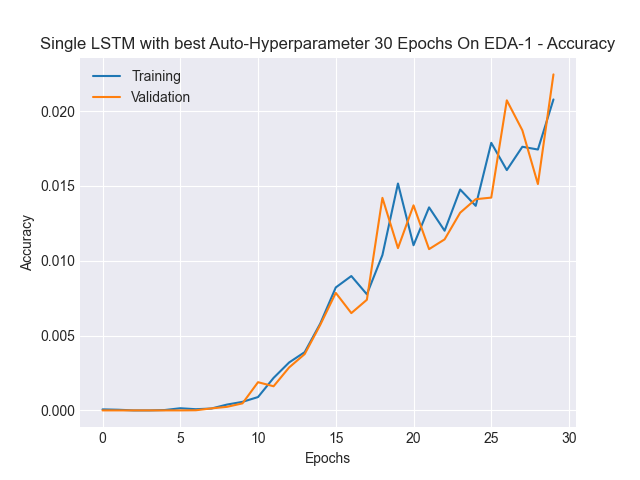 Single LSTM with best Auto-Hyperparameter 30 Epochs On EDA-1 - Accuracy
Training
Validation
0.020
0.015
0.010
0.005
0.000
Accuracy
0 5 10 15 20 25 30
Epochs